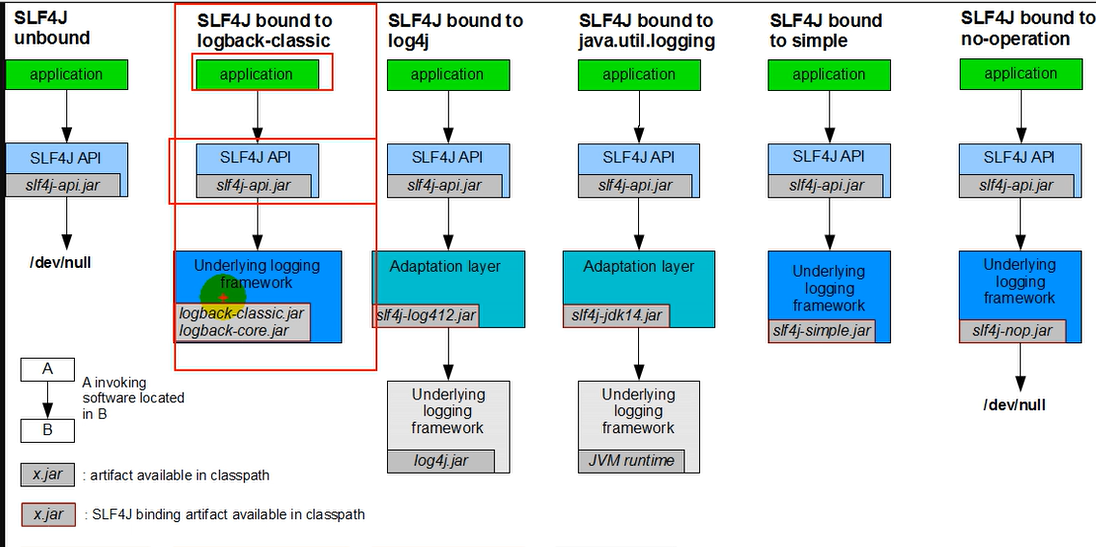 SLF4J
unbound
application
SLF4J API
slf4j-api.jar
/dev/null
SLF4J bound to
logback-classic
application
SLF4J API
slf4j-api.jar
Underlying logging
framework
logback-classic.jar
logback-core.jar
SLF4J bound to
log4j
application
SLF4J API
slf4j-api.jar
Adaptation layer
slf4j-log412.jar
Underlying
logging
framework
log4j.jar
SLF4J bound to
java.util.logging
application
SLF4J API
slf4j-api.jar
Adaptation layer
slf4j-jdk14.jar
Underlying
logging
framework
JVM runtime
SLF4J bound
to simple
application
SLF4J API
slf4j-api.jar
Underlying
logging
framework
slf4j-simple.jar
SLF4J bound to
no-operation
application
SLF4J API
slf4j-api.jar
Underlying
logging
framework
slf4j-nop.jar
/dev/null
A
B
A invoking
software located
in B
x.jar : artifact available in classpath
x.jar : SLF4J binding artifact available in classpath